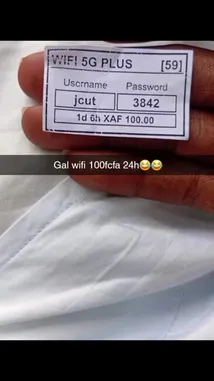 WIFI 5G PLUS [59]
Username Password
jcut 3842
1d 6h XAF 100.00
Gal wifi 100fcfa 24h😂😂